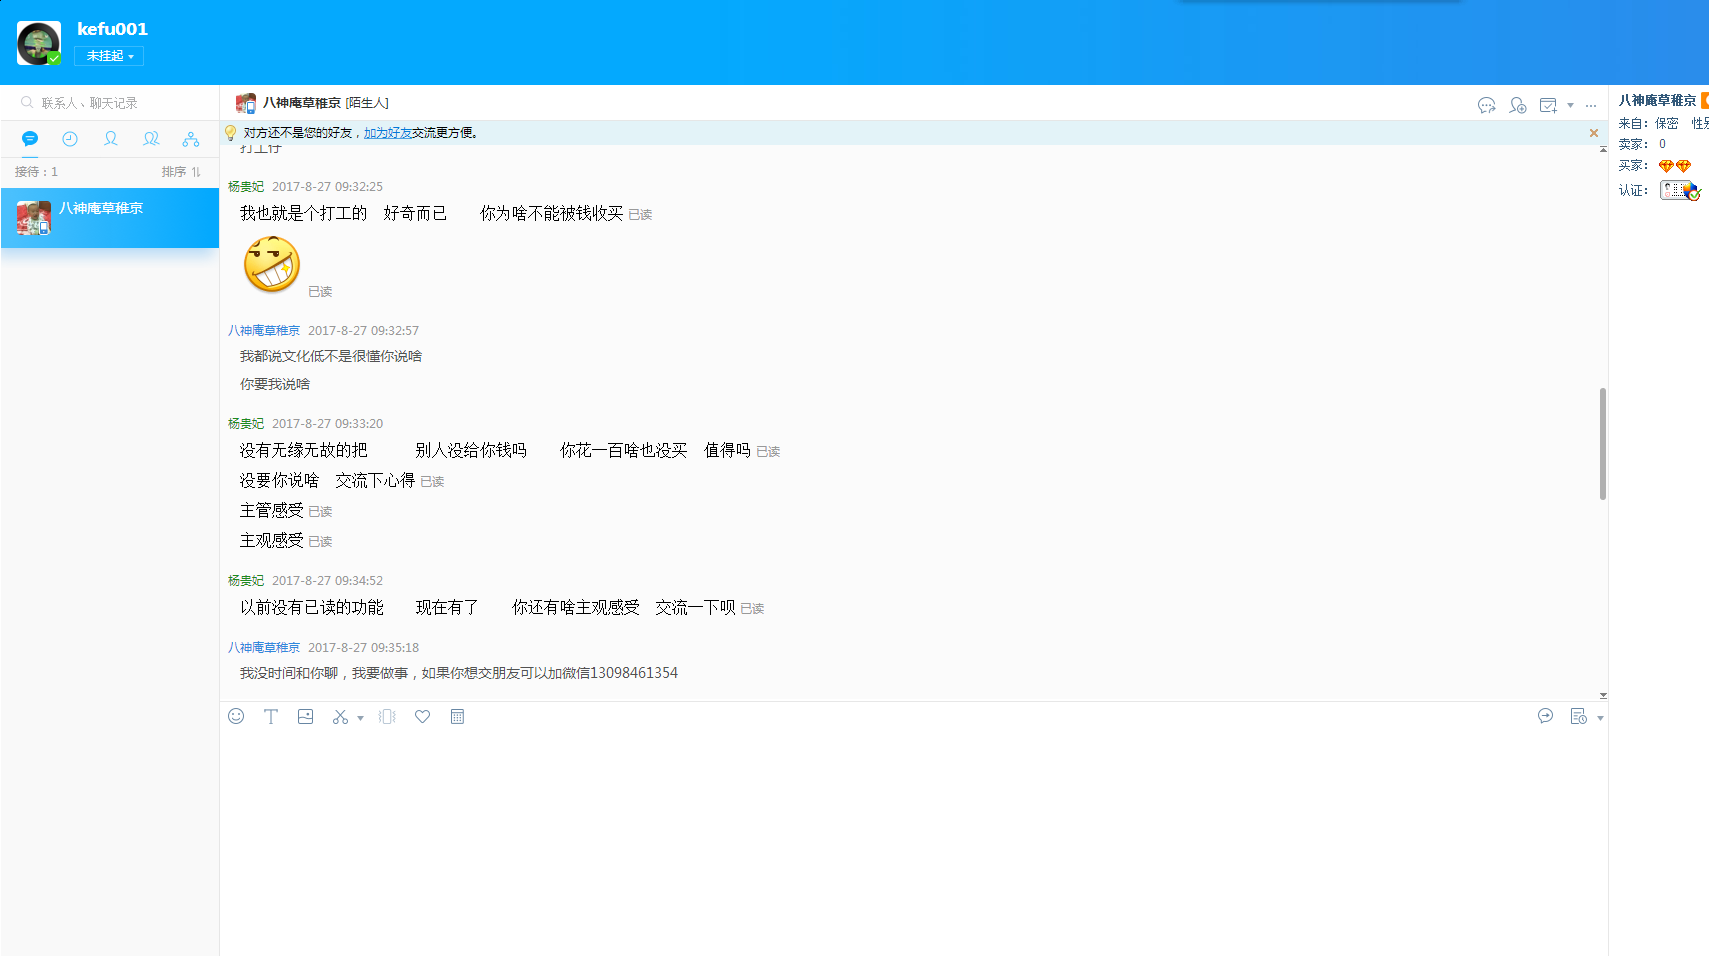 kefu001
未挂起
联系人、聊天记录
接待：1 排序
八神庵草稚京
八神庵草稚京 [陌生人]
对方还不是您的好友，加为好友交流更方便。
打工仔
杨贵妃 2017-8-27 09:32:25
我也就是个打工的 好奇而已 你为啥不能被钱收买 已读
已读
八神庵草稚京 2017-8-27 09:32:57
我都说文化低不是很懂你说啥
你要我说啥
杨贵妃 2017-8-27 09:33:20
没有无缘无故的把 别人没给你钱吗 你花一百啥也没买 值得吗 已读
没要你说啥 交流下心得 已读
主管感受 已读
主观感受 已读
杨贵妃 2017-8-27 09:34:52
以前没有已读的功能 现在有了 你还有啥主观感受 交流一下呗 已读
八神庵草稚京 2017-8-27 09:35:18
我没时间和你聊，我要做事，如果你想交朋友可以加微信13098461354
八神庵草稚京
来自：保密 性别
卖家： 0
买家：
认证：